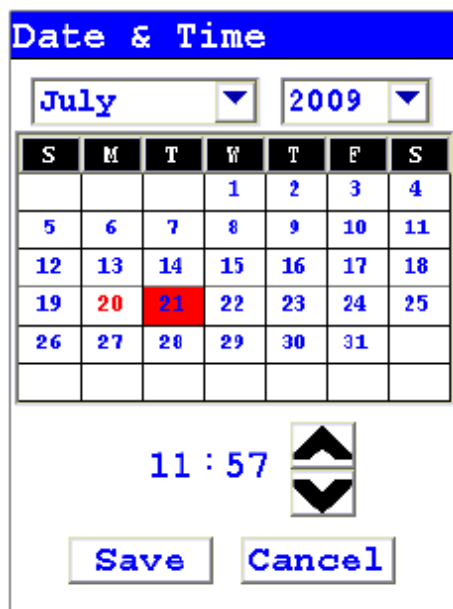 Date & Time
July 2009
S M T W T F S
1 2 3 4
5 6 7 8 9 10 11
12 13 14 15 16 17 18
19 20 21 22 23 24 25
26 27 28 29 30 31
11:57
Save Cancel